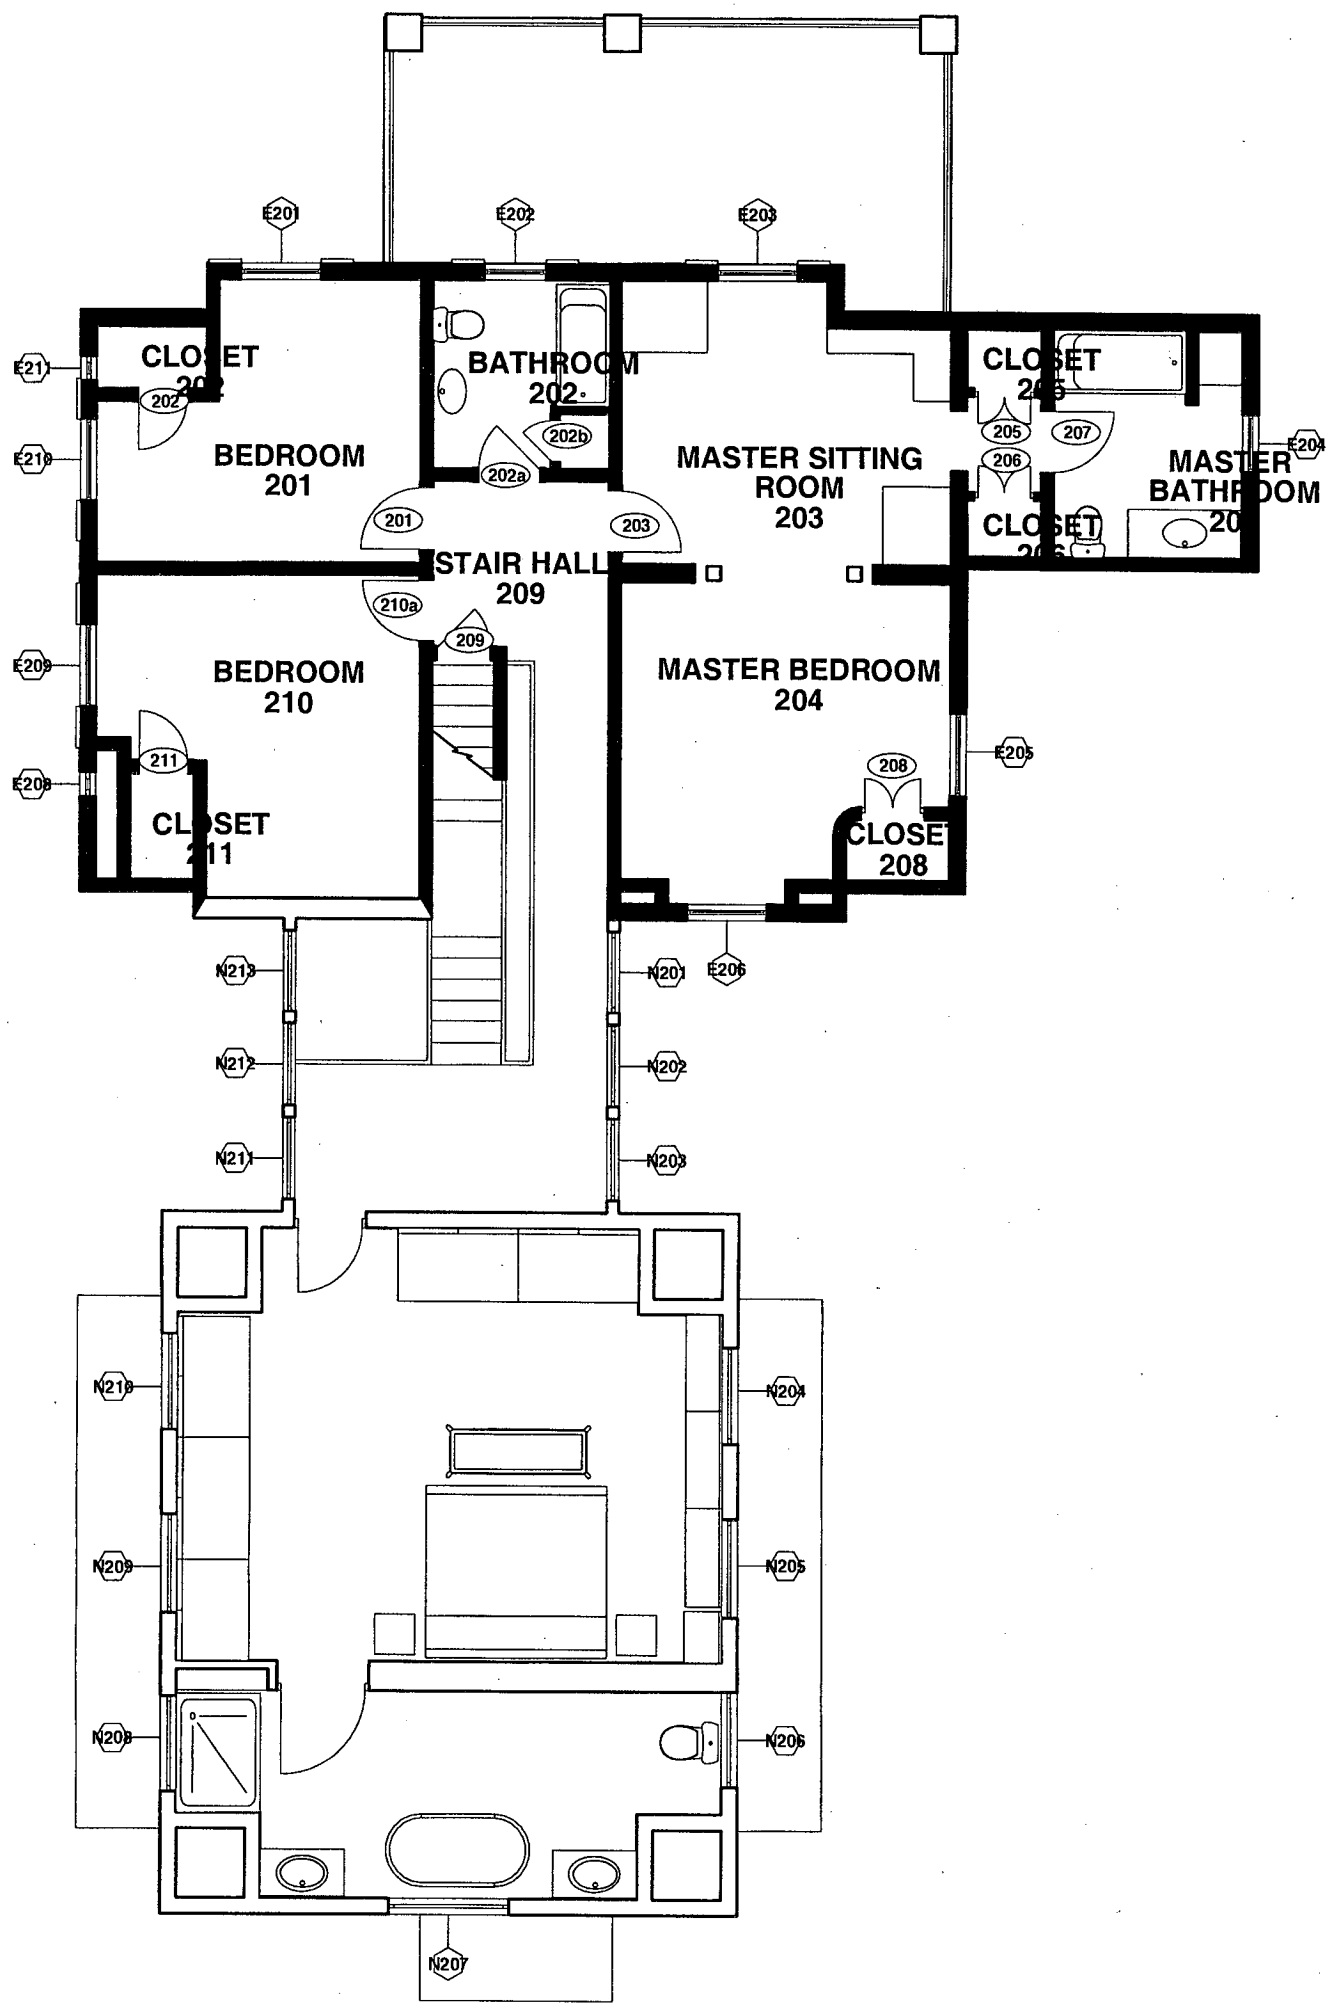 E201
E202
E203
E211
CLOSET
202
202
E210
BEDROOM
201
BATHROOM
202
202b
202a
MASTER SITTING
ROOM
203
CLOSET
205
205
207
206
E204
MASTER
BATHROOM
CLOSET
206
201
203
STAIR HALL
209
210a
209
E209
BEDROOM
210
MASTER BEDROOM
204
E205
208
211
E208
CLOSET
211
CLOSET
208
N213
N201
E206
N212
N202
N211
N203
N210
N204
N209
N205
N208
N206
N207